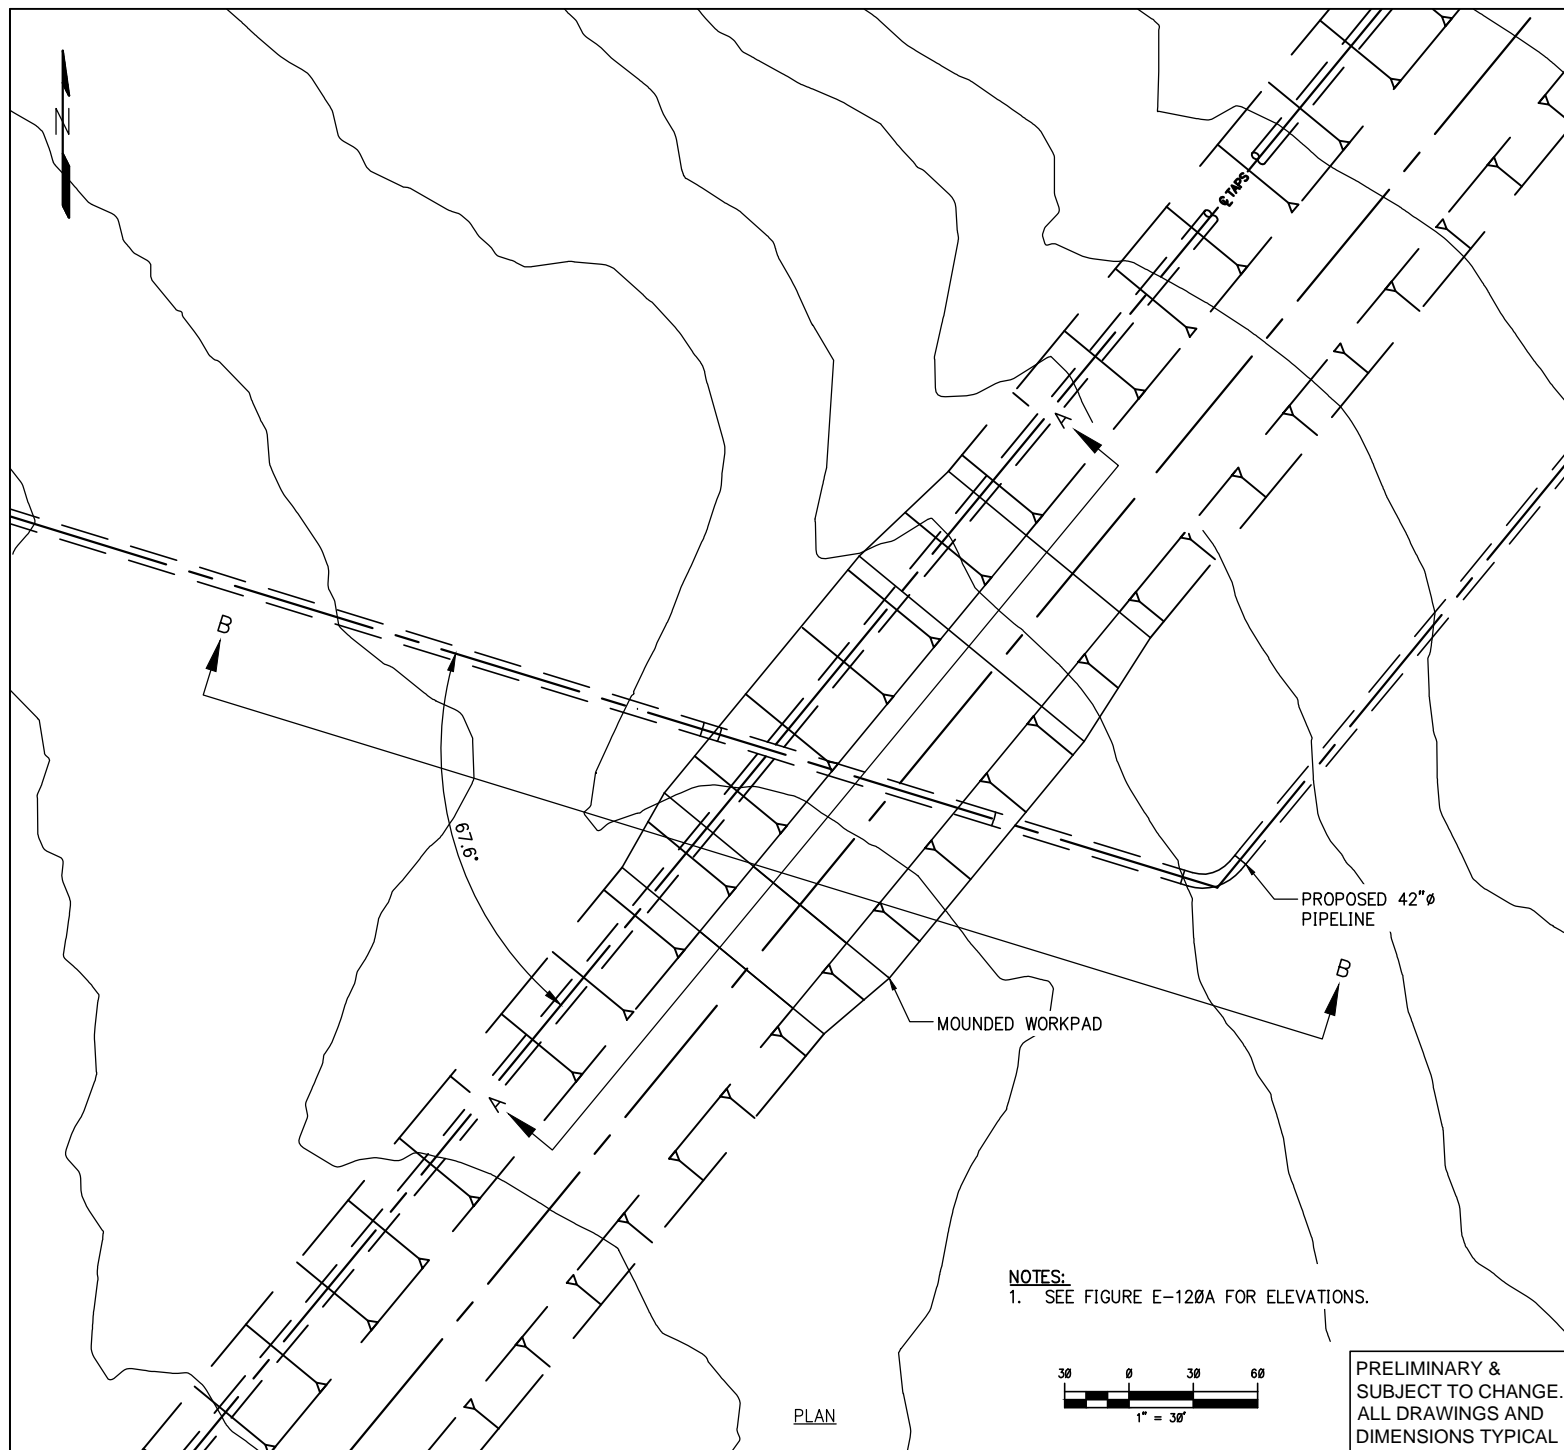 N
℄ TAPS
A
B
67.6°
PROPOSED 42"Ø
PIPELINE
B
MOUNDED WORKPAD
A
NOTES:
1. SEE FIGURE E-120A FOR ELEVATIONS.
30 0 30 60
1" = 30'
PLAN
PRELIMINARY &
SUBJECT TO CHANGE.
ALL DRAWINGS AND
DIMENSIONS TYPICAL